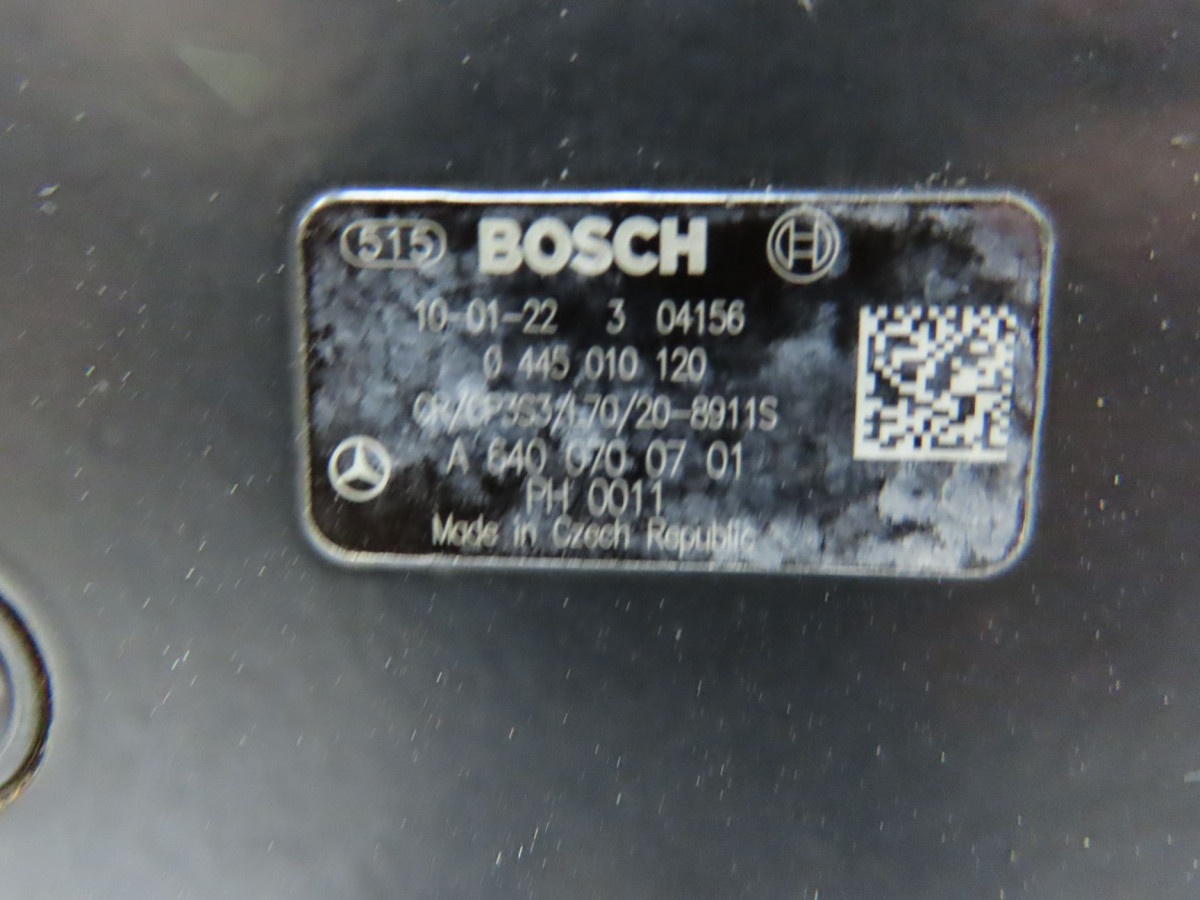 515 BOSCH
10-01-22 3 04156
0 445 010 120
CR/CP3S3/L70/20-8911S
A 640 070 07 01
PH 0011
Made in Czech Republic